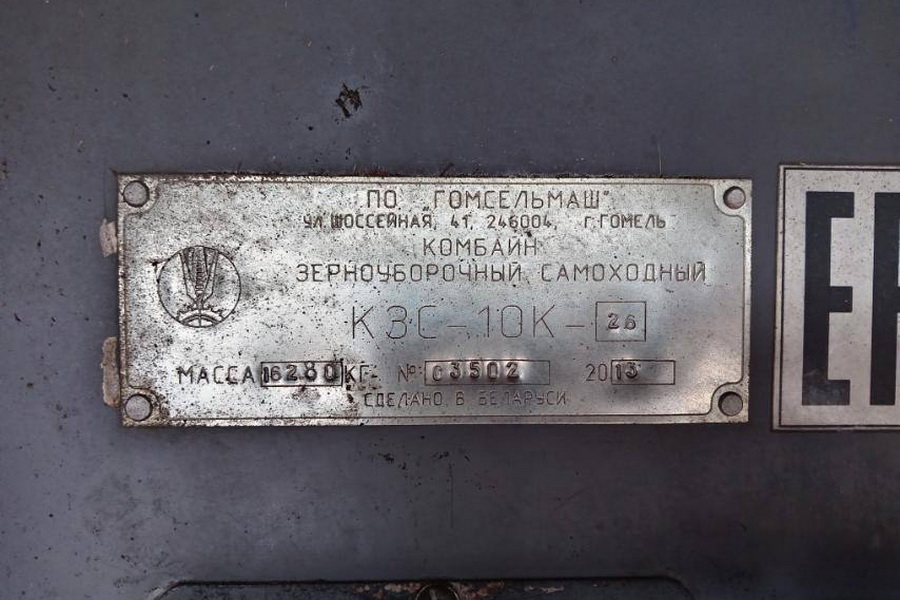 ПО „ГОМСЕЛЬМАШ"
УЛ. ШОССЕЙНАЯ, 41, 246004, Г. ГОМЕЛЬ
КОМБАЙН
ЗЕРНОУБОРОЧНЫЙ САМОХОДНЫЙ
КЗС-10К-26
МАССА 16280 КГ № 03502 2013
СДЕЛАНО В БЕЛАРУСИ